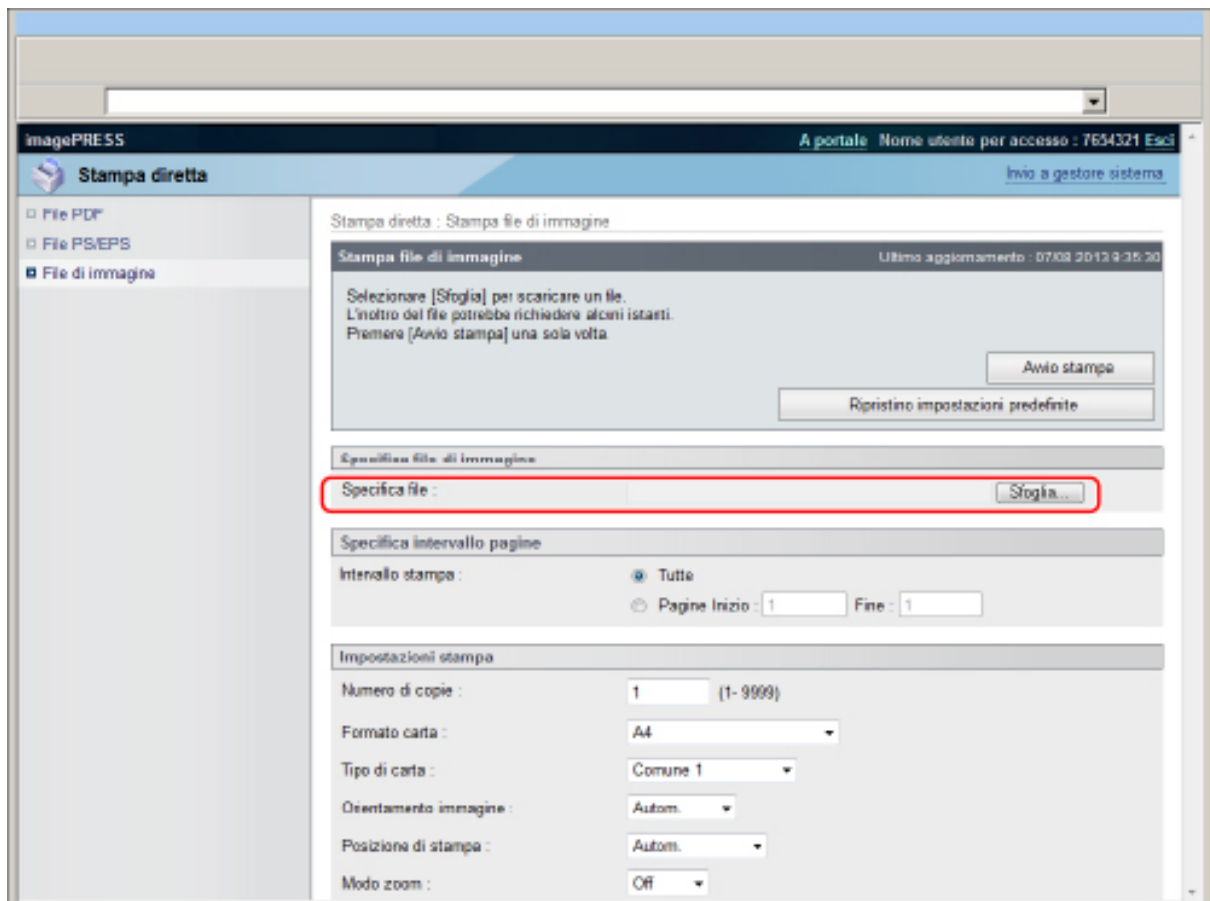 imagePRESS
A portale Nome utente per accesso : 7654321 Esci
Stampa diretta
Invio a gestore sistema
File PDF
File PS/EPS
File di immagine
Stampa diretta : Stampa file di immagine
Stampa file di immagine
Ultimo aggiornamento : 07/08 2013 9:35:30
Selezionare [Sfoglia] per scaricare un file.
L'inoltro del file potrebbe richiedere alcuni istanti.
Premere [Avvio stampa] una sola volta.
Avvio stampa
Ripristino impostazioni predefinite
Specifica file di immagine
Specifica file :
Sfoglia...
Specifica intervallo pagine
Intervallo stampa :
Tutte
Pagine Inizio : 1 Fine : 1
Impostazioni stampa
Numero di copie : 1 (1- 9999)
Formato carta : A4
Tipo di carta : Comune 1
Orientamento immagine : Autom.
Posizione di stampa : Autom.
Modo zoom : Off